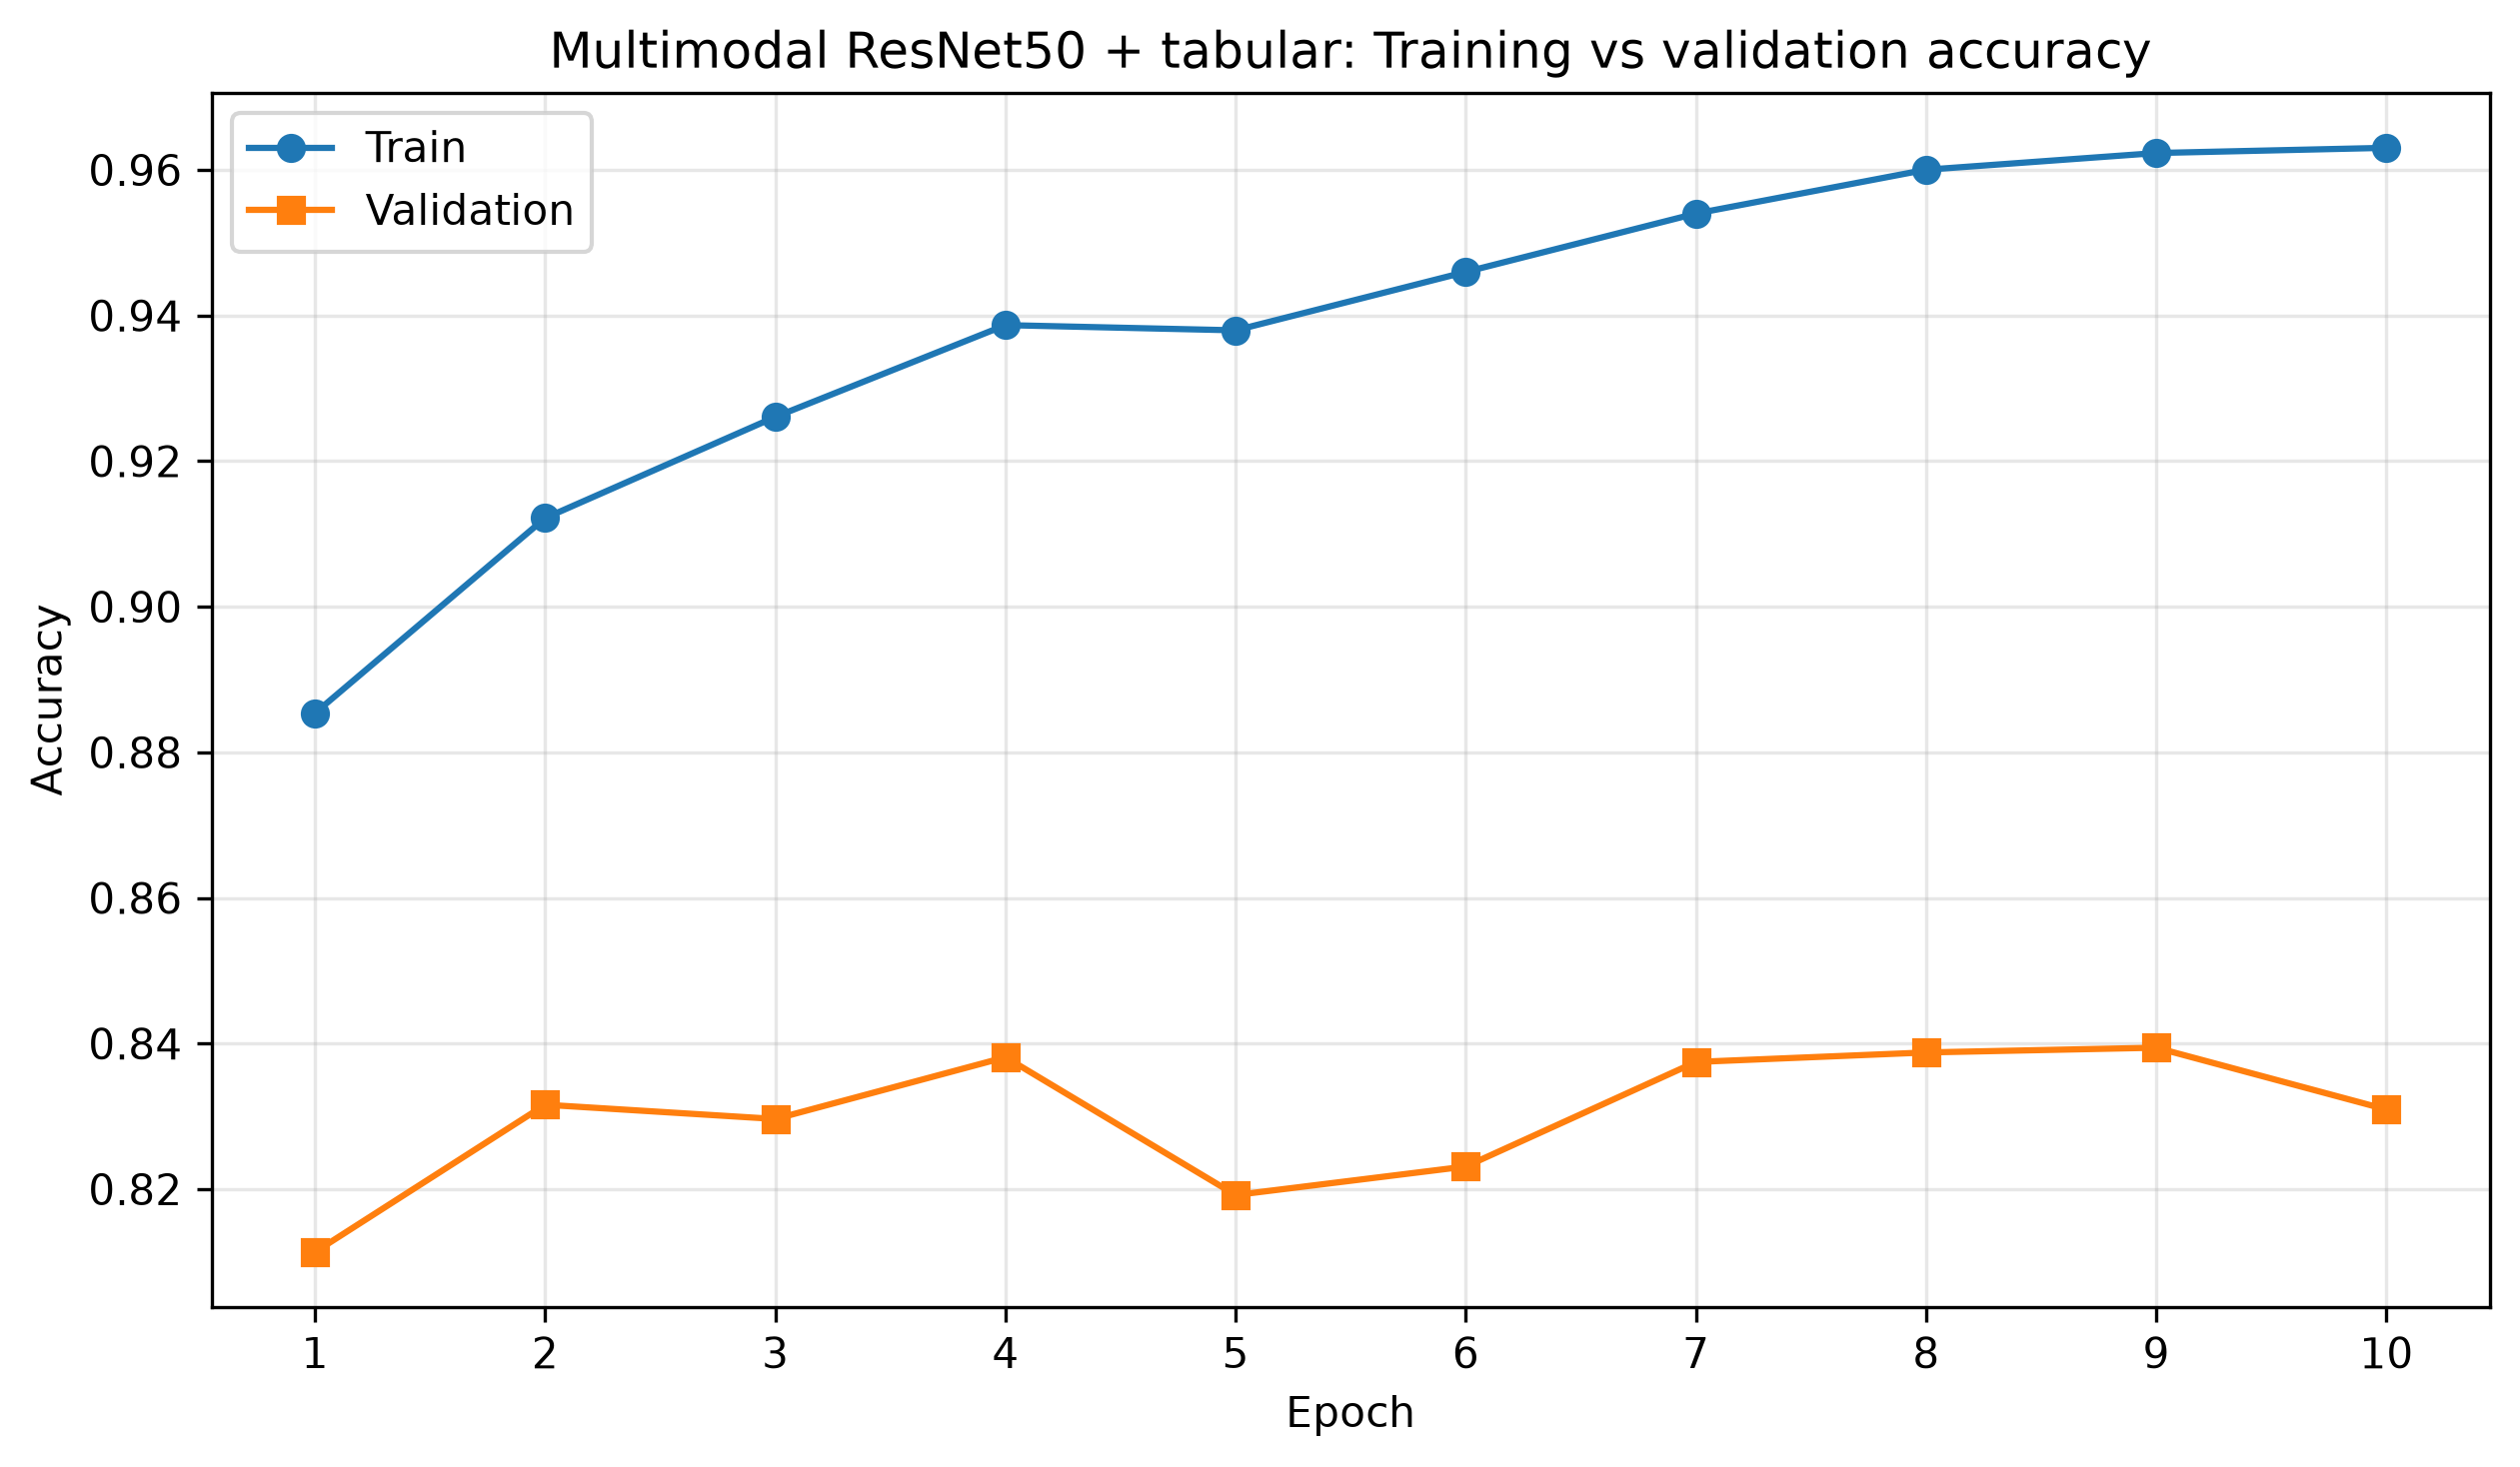 Multimodal ResNet50 + tabular: Training vs validation accuracy
Train
Validation
0.96
0.94
0.92
0.90
0.88
0.86
0.84
0.82
Accuracy
1 2 3 4 5 6 7 8 9 10
Epoch